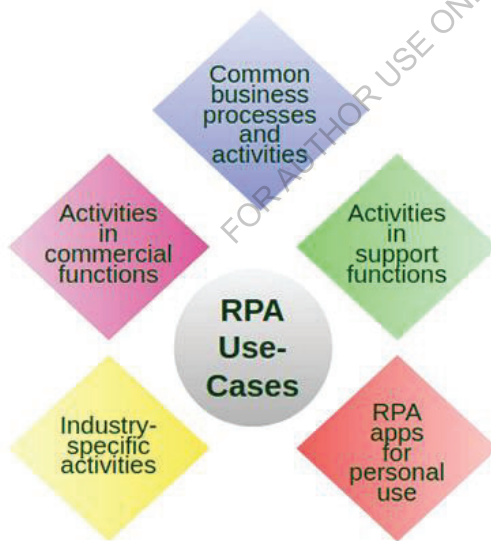 FOR AUTHOR USE ONL
Common
business
processes
and
activities
Activities
in
commercial
functions
Activities
in
support
functions
RPA
Use-
Cases
Industry-
specific
activities
RPA
apps
for
personal
use